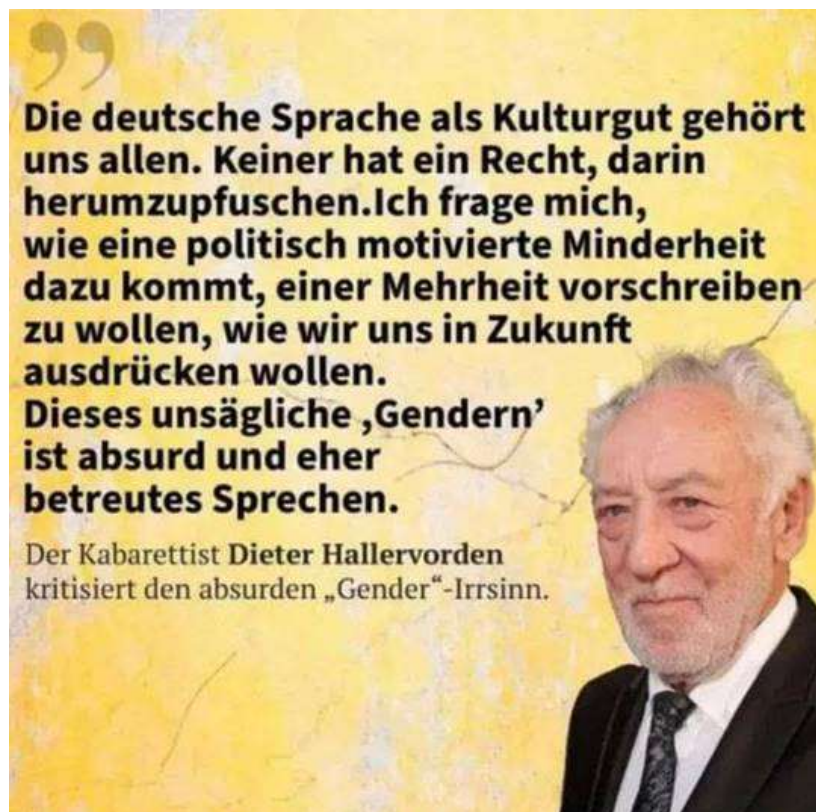 ”
Die deutsche Sprache als Kulturgut gehört
uns allen. Keiner hat ein Recht, darin
herumzupfuschen.Ich frage mich,
wie eine politisch motivierte Minderheit
dazu kommt, einer Mehrheit vorschreiben
zu wollen, wie wir uns in Zukunft
ausdrücken wollen.
Dieses unsägliche ‚Gendern’
ist absurd und eher
betreutes Sprechen.
Der Kabarettist Dieter Hallervorden
kritisiert den absurden „Gender“-Irrsinn.